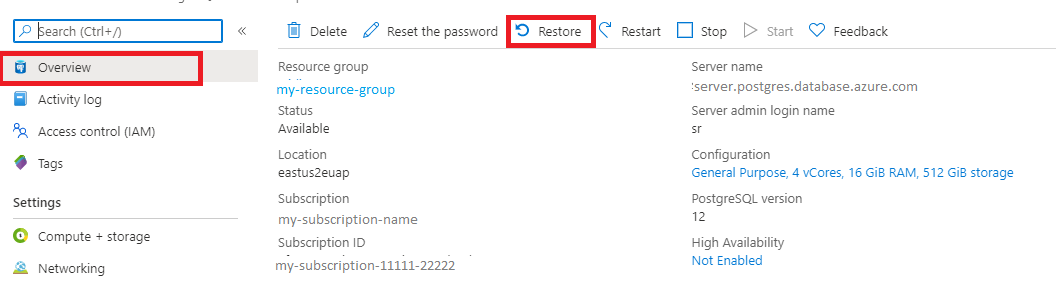 Search (Ctrl+/)
«
Delete
Reset the password
Restore
Restart
Stop
Start
Feedback
Overview
Activity log
Access control (IAM)
Tags
Settings
Compute + storage
Networking
Resource group
my-resource-group
Status
Available
Location
eastus2euap
Subscription
my-subscription-name
Subscription ID
my-subscription-11111-22222
Server name
server.postgres.database.azure.com
Server admin login name
sr
Configuration
General Purpose, 4 vCores, 16 GiB RAM, 512 GiB storage
PostgreSQL version
12
High Availability
Not Enabled